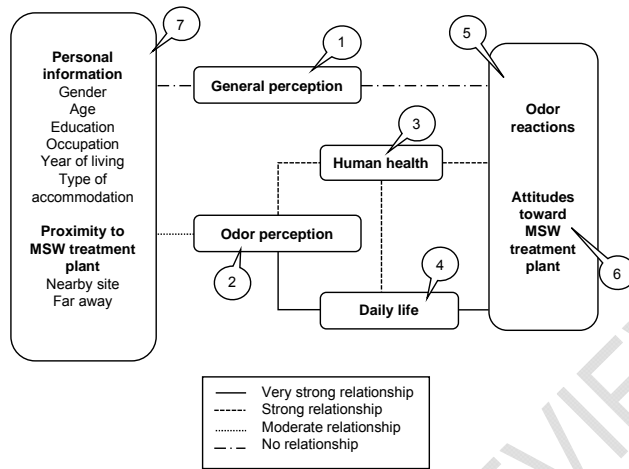 7
Personal
information
Gender
Age
Education
Occupation
Year of living
Type of
accommodation
Proximity to
MSW treatment
plant
Nearby site
Far away
1
General perception
3
Human health
Odor perception
2
4
Daily life
5
Odor
reactions
Attitudes
toward
MSW
treatment
plant
6
Very strong relationship
Strong relationship
Moderate relationship
No relationship